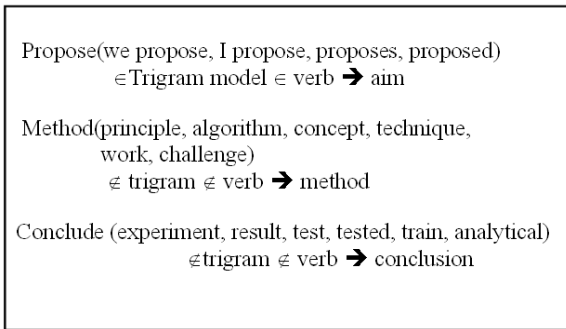 Propose(we propose, I propose, proposes, proposed)
∈Trigram model ∈ verb ➔ aim
Method(principle, algorithm, concept, technique,
work, challenge)
∉ trigram ∉ verb ➔ method
Conclude (experiment, result, test, tested, train, analytical)
∉trigram ∉ verb ➔ conclusion